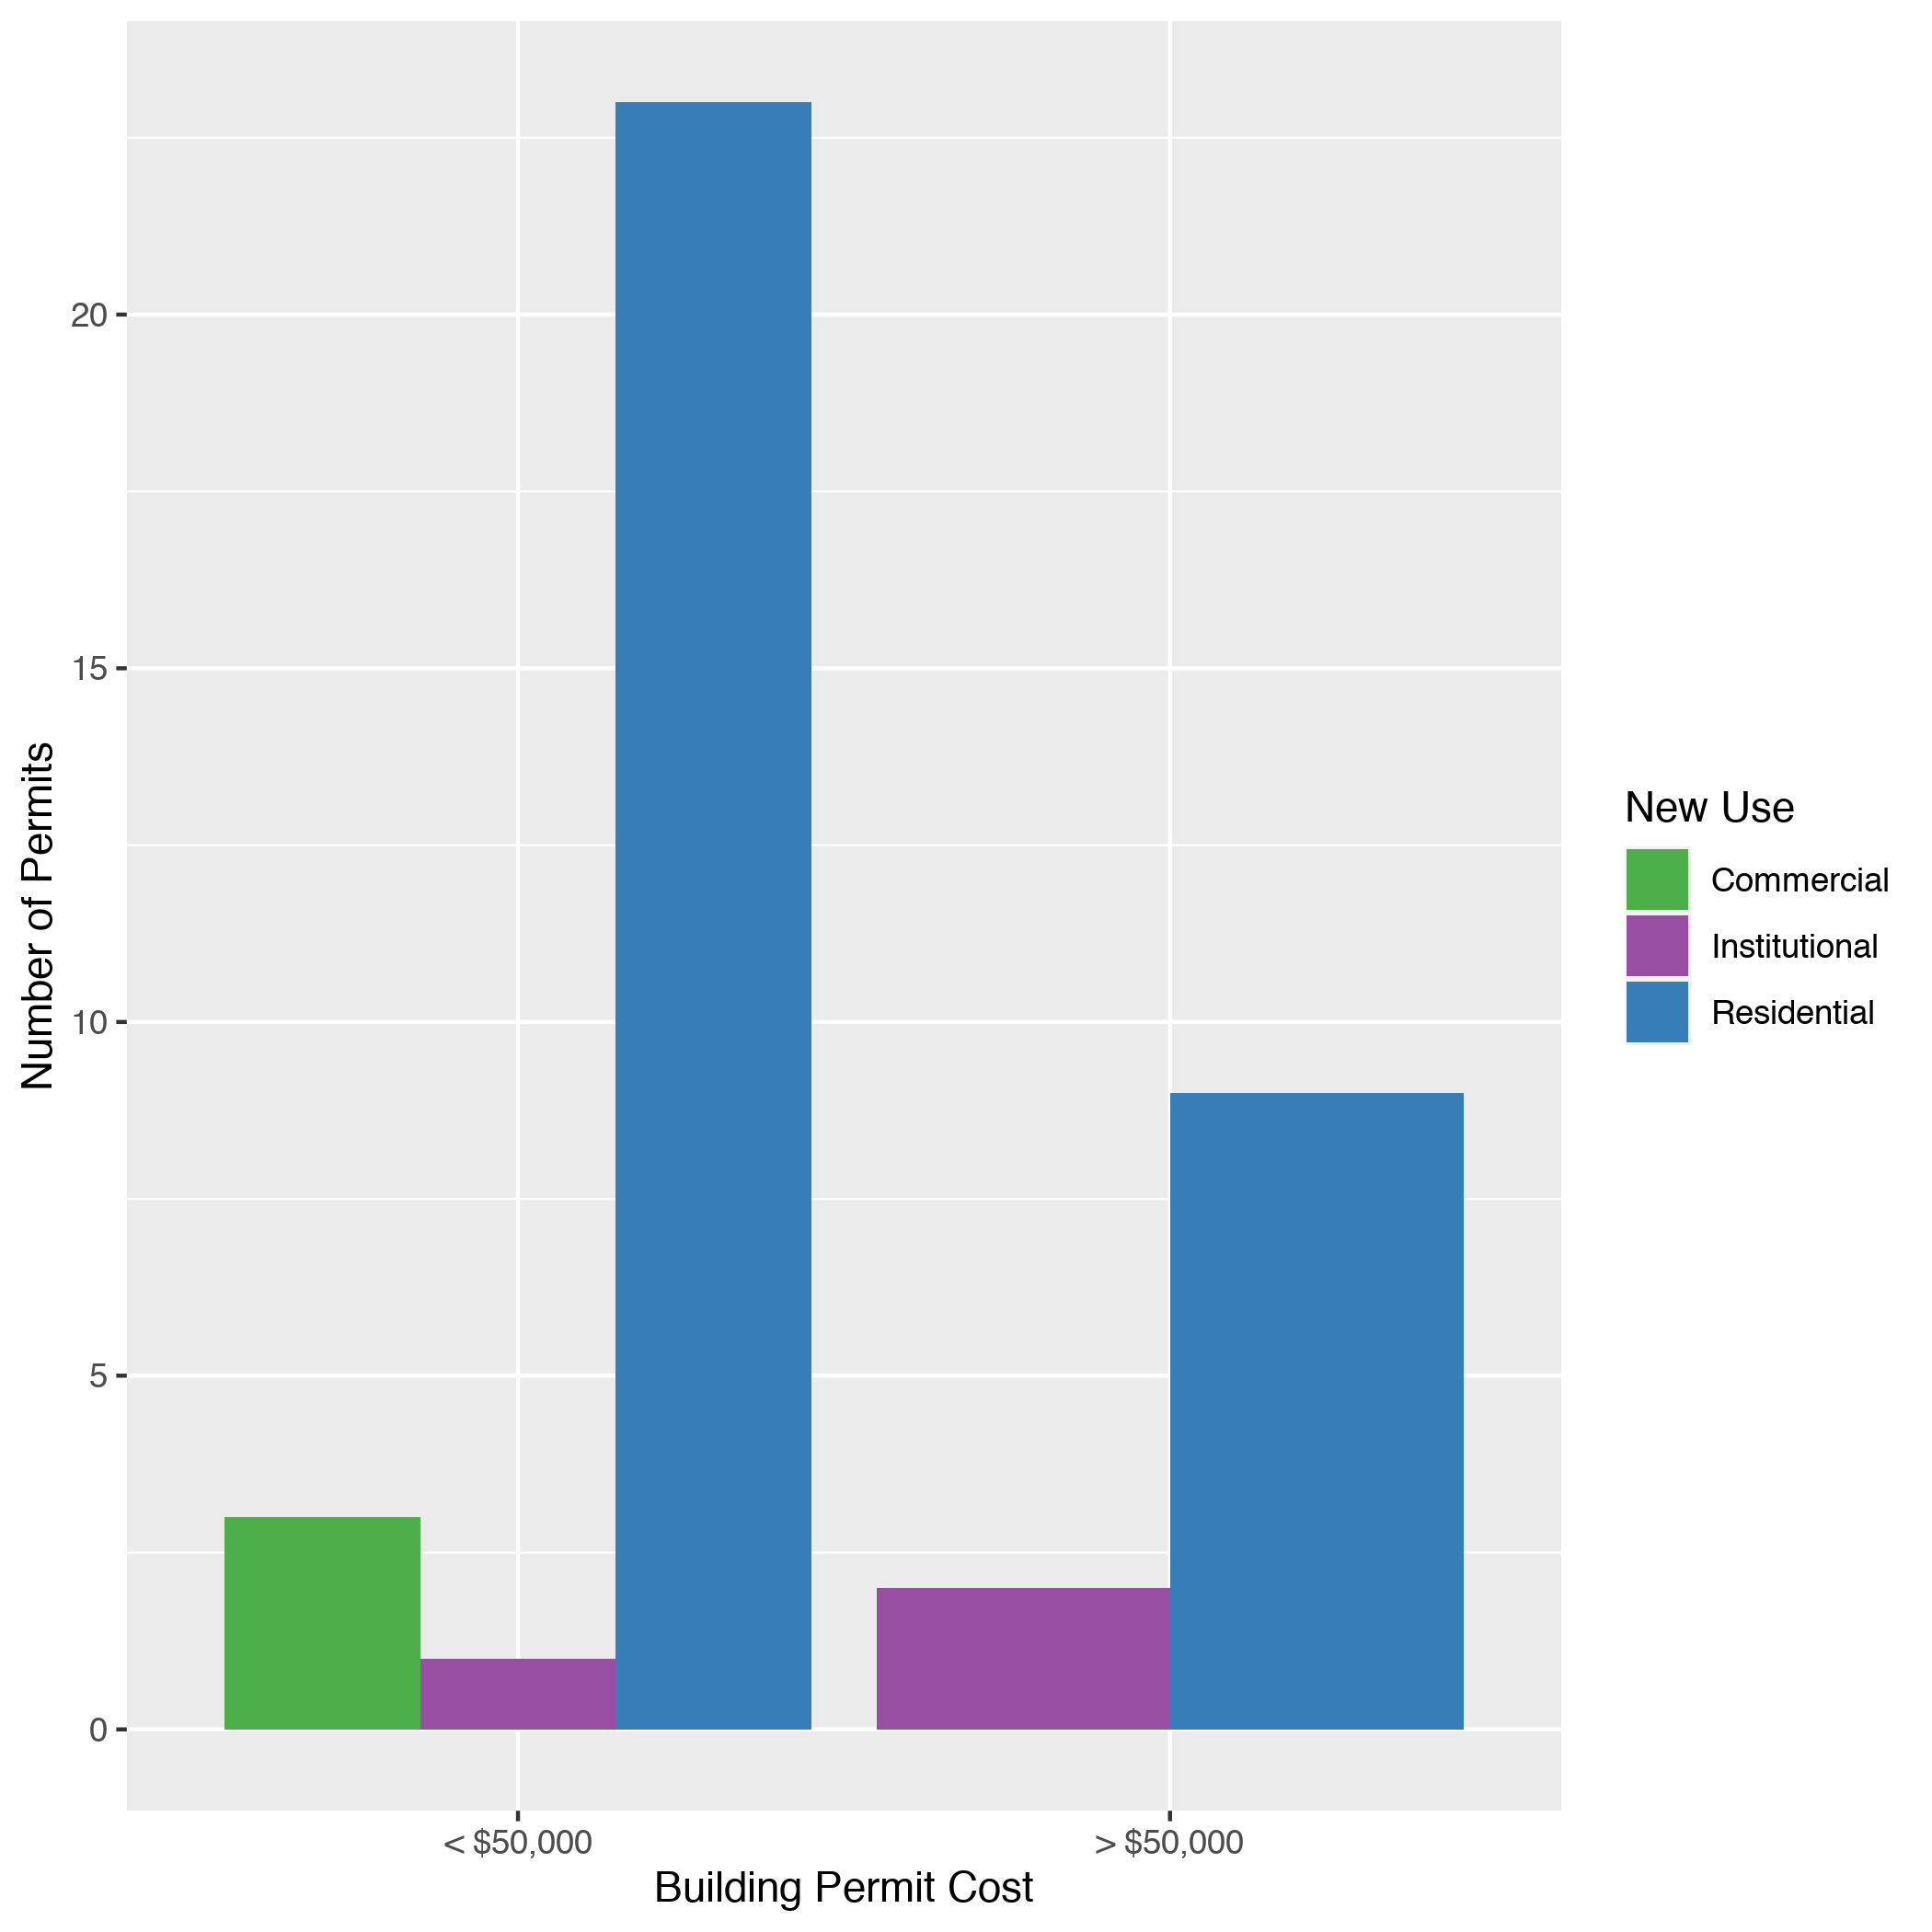 20
15
10
5
0
Number of Permits
< $50,000
> $50,000
Building Permit Cost
New Use
Commercial
Institutional
Residential